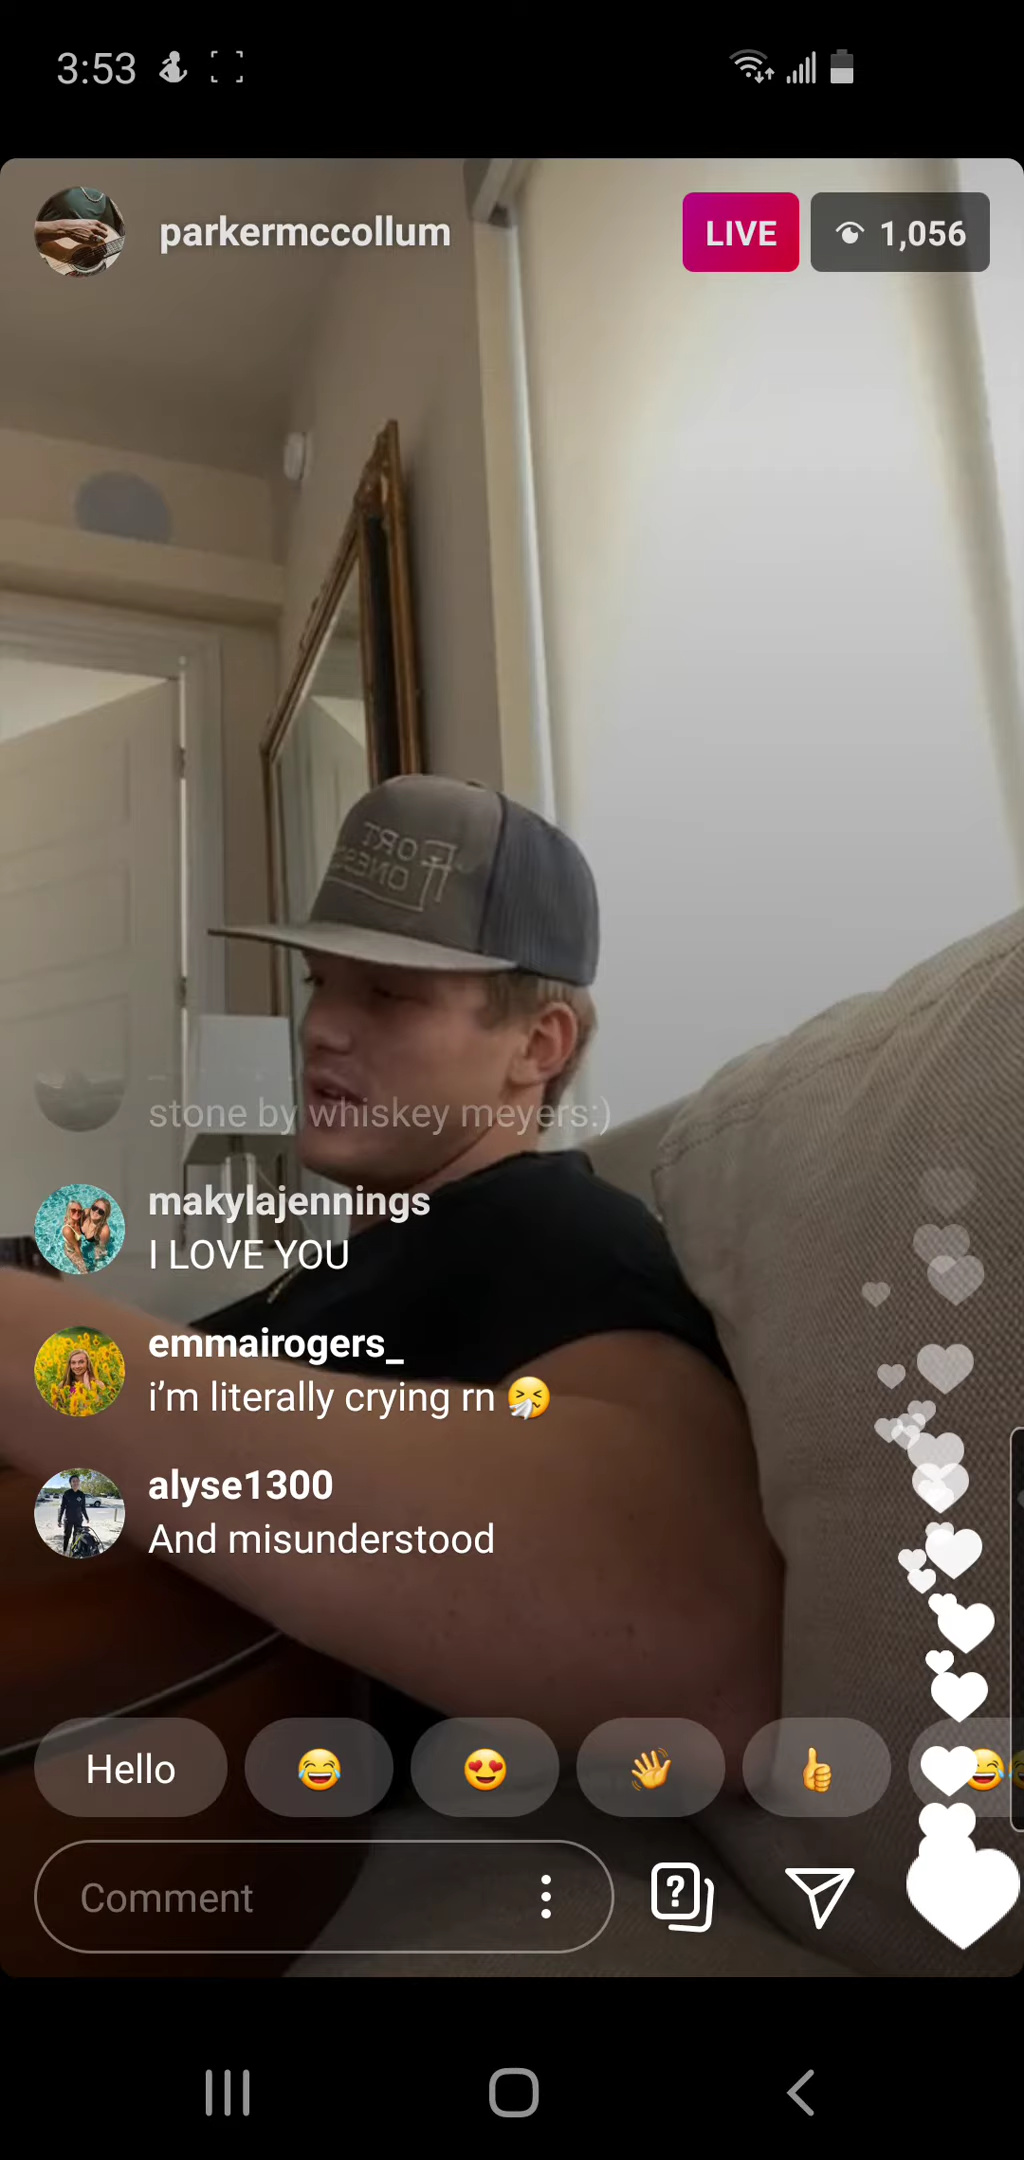 3:53
parkermccollum
LIVE
1,056
FORT
stone by whiskey meyers:)
makylajennings
I LOVE YOU
emmairogers_
i’m literally crying rn 🤧
alyse1300
And misunderstood
Hello
😂
😍
👋
👍
😂
Comment